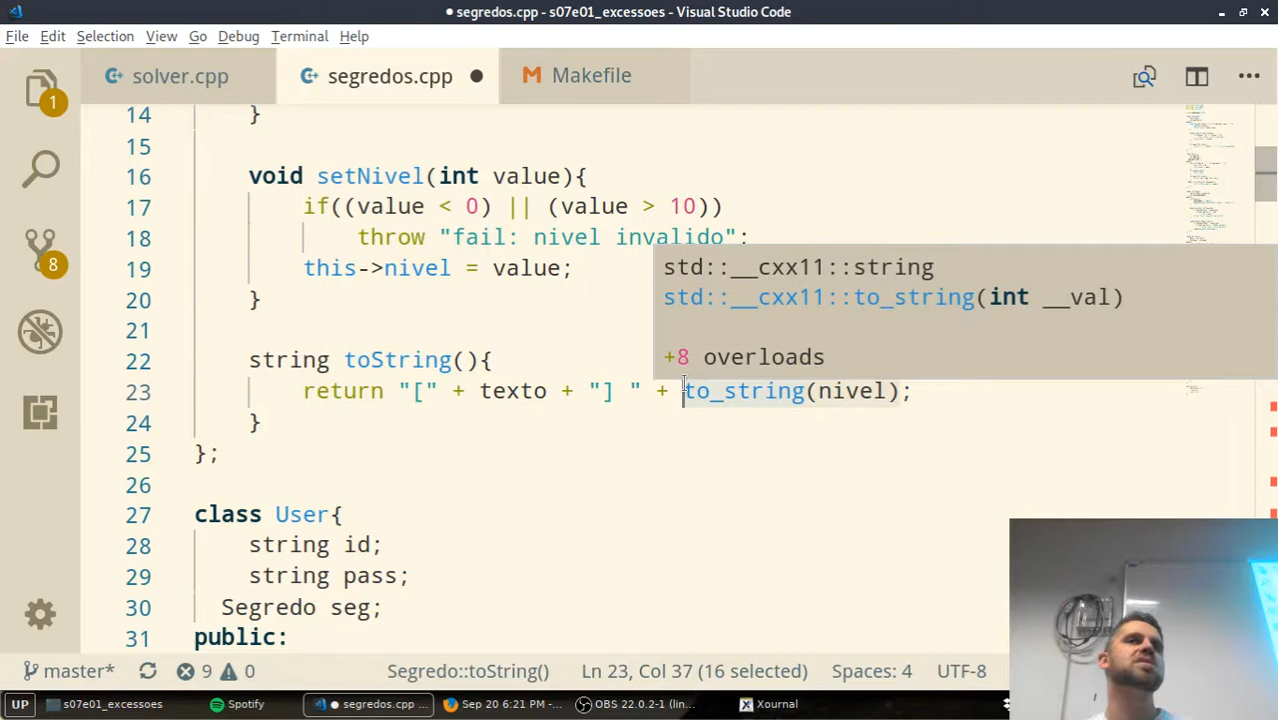 ● segredos.cpp - s07e01_excessoes - Visual Studio Code
File Edit Selection View Go Debug Terminal Help
solver.cpp segredos.cpp ● Makefile
1
8
14 }
15
16 void setNivel(int value){
17 if((value < 0) || (value > 10))
18 throw "fail: nivel invalido";
19 this->nivel = value;
20 }
21
22 string toString(){
23 return "[" + texto + "] " + to_string(nivel);
24 }
25 };
26
27 class User{
28 string id;
29 string pass;
30 Segredo seg;
31 public:
std::__cxx11::string
std::__cxx11::to_string(int __val)
+8 overloads
master* 9 0 Segredo::toString() Ln 23, Col 37 (16 selected) Spaces: 4 UTF-8
UP s07e01_excessoes Spotify ● segredos.cpp ... Sep 20 6:21 PM -... OBS 22.0.2-1 (lin... Xournal